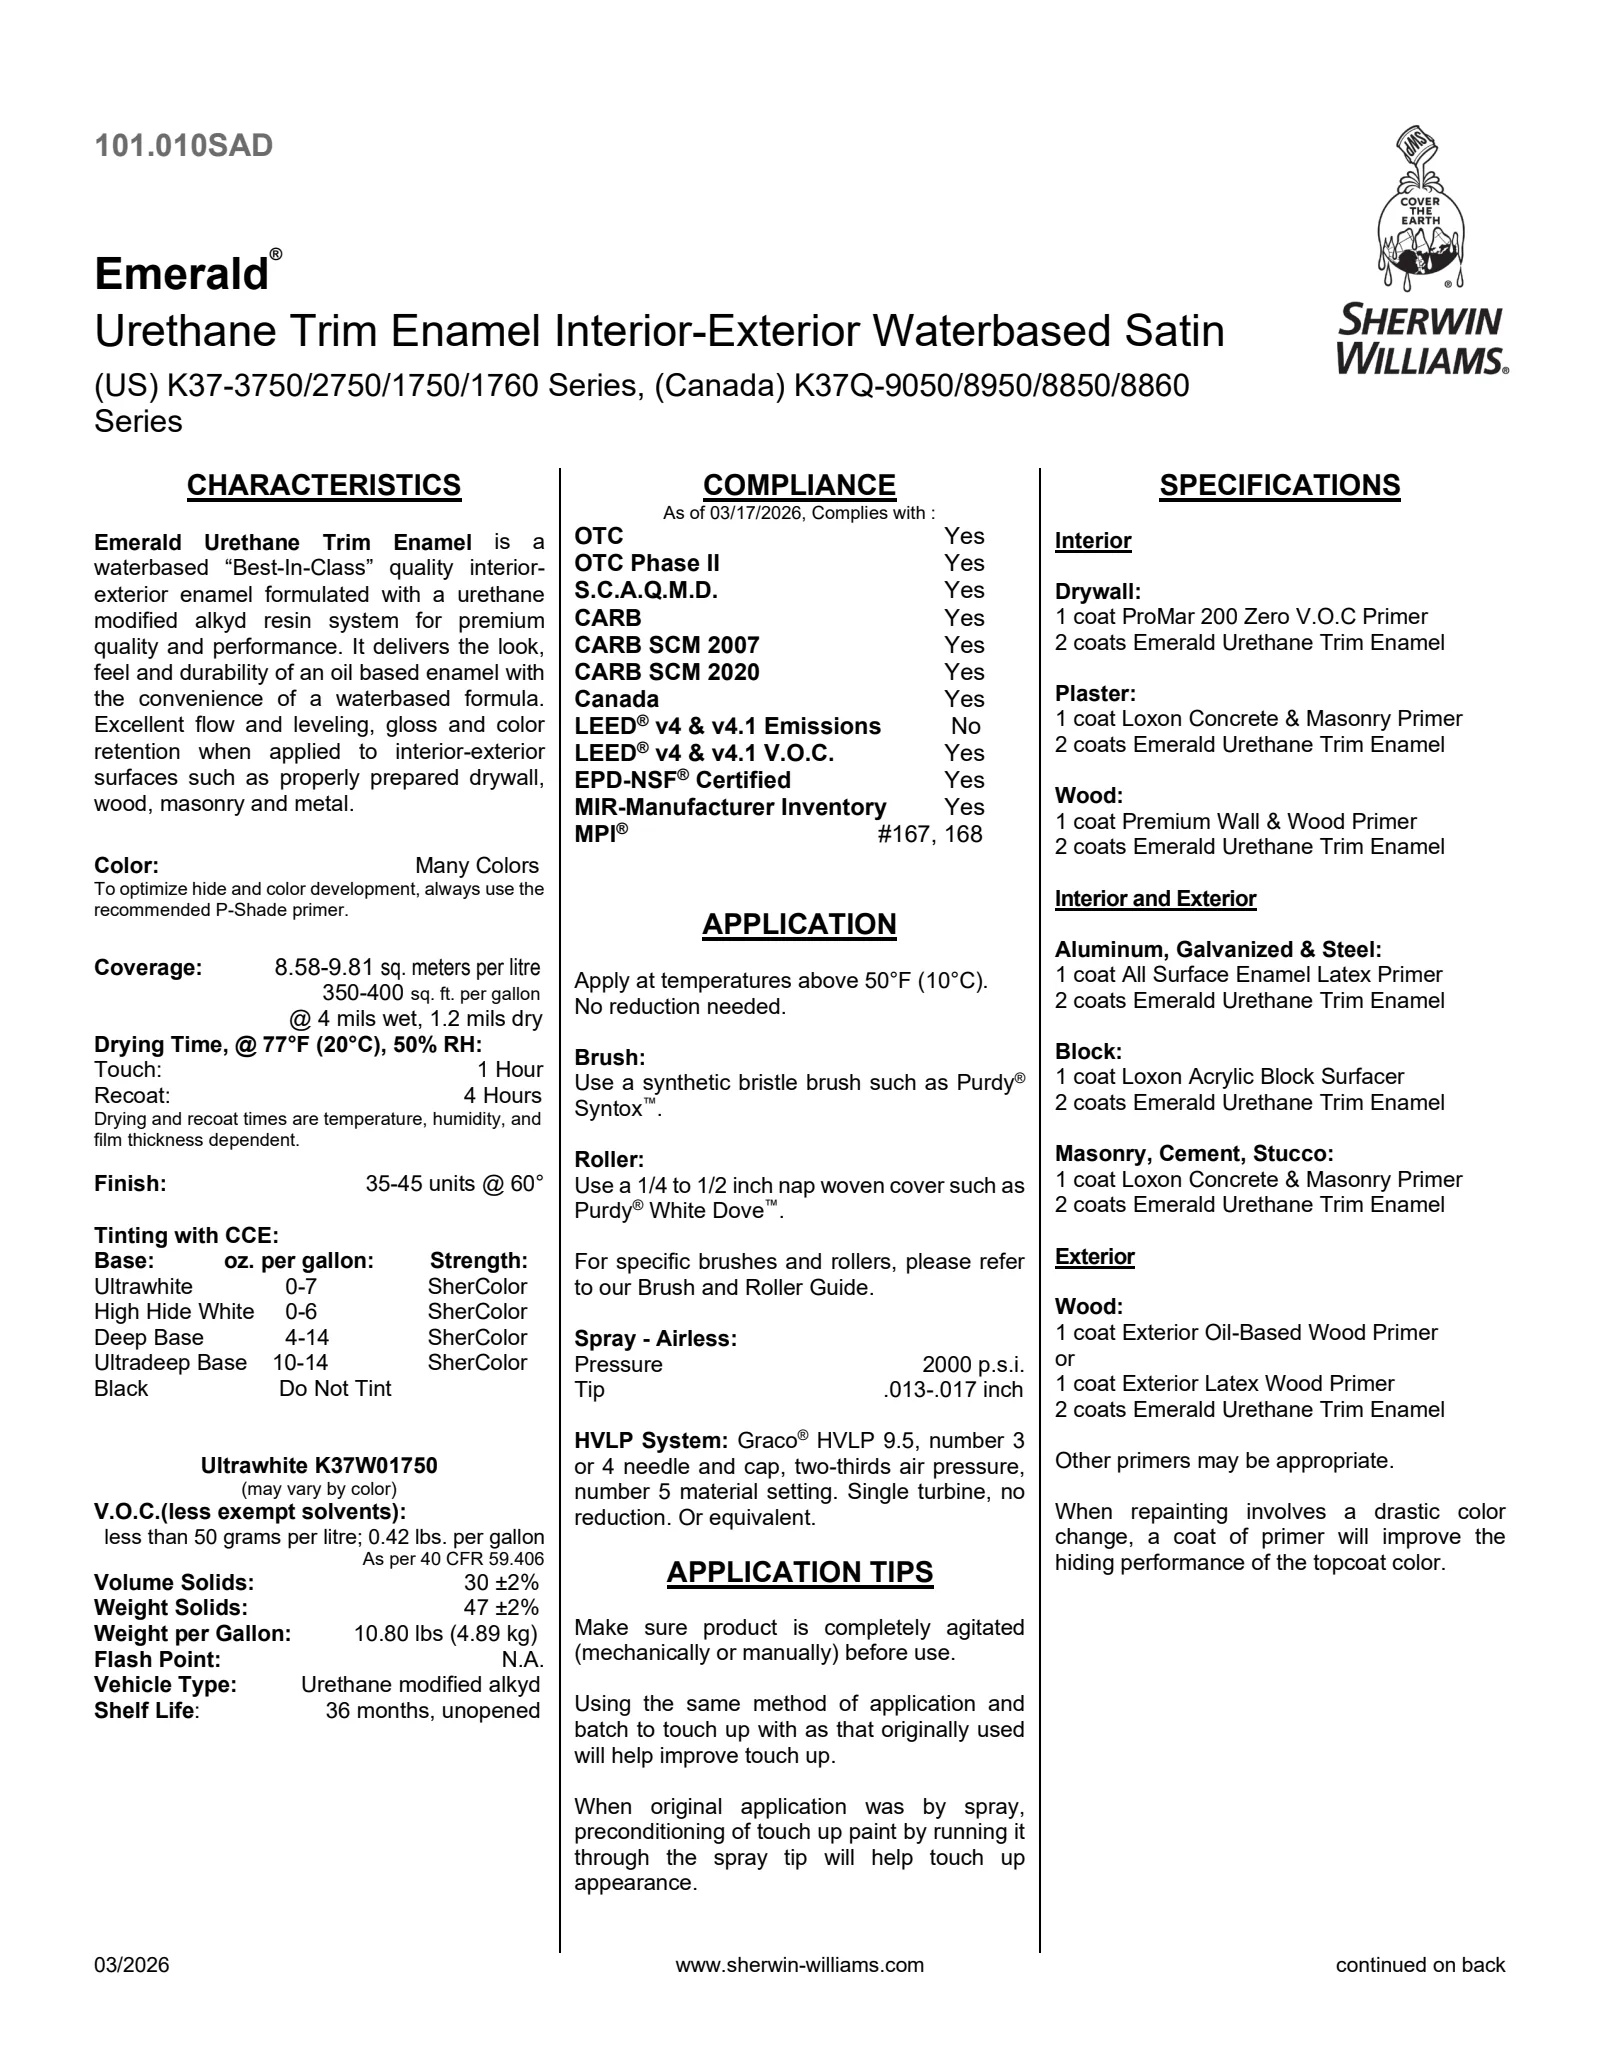 101.010SAD
SWP
COVER
THE
EARTH
®
SHERWIN
WILLIAMS®
Emerald®
Urethane Trim Enamel Interior-Exterior Waterbased Satin
(US) K37-3750/2750/1750/1760 Series, (Canada) K37Q-9050/8950/8850/8860
Series
CHARACTERISTICS
Emerald Urethane Trim Enamel is a
waterbased “Best-In-Class” quality interior-
exterior enamel formulated with a urethane
modified alkyd resin system for premium
quality and performance. It delivers the look,
feel and durability of an oil based enamel with
the convenience of a waterbased formula.
Excellent flow and leveling, gloss and color
retention when applied to interior-exterior
surfaces such as properly prepared drywall,
wood, masonry and metal.
Color: Many Colors
To optimize hide and color development, always use the
recommended P-Shade primer.
Coverage: 8.58-9.81 sq. meters per litre
350-400 sq. ft. per gallon
@ 4 mils wet, 1.2 mils dry
Drying Time, @ 77°F (20°C), 50% RH:
Touch: 1 Hour
Recoat: 4 Hours
Drying and recoat times are temperature, humidity, and
film thickness dependent.
Finish: 35-45 units @ 60°
Tinting with CCE:
Base: oz. per gallon: Strength:
Ultrawhite 0-7 SherColor
High Hide White 0-6 SherColor
Deep Base 4-14 SherColor
Ultradeep Base 10-14 SherColor
Black Do Not Tint
Ultrawhite K37W01750
(may vary by color)
V.O.C.(less exempt solvents):
less than 50 grams per litre; 0.42 lbs. per gallon
As per 40 CFR 59.406
Volume Solids: 30 ±2%
Weight Solids: 47 ±2%
Weight per Gallon: 10.80 lbs (4.89 kg)
Flash Point: N.A.
Vehicle Type: Urethane modified alkyd
Shelf Life: 36 months, unopened
COMPLIANCE
As of 03/17/2026, Complies with :
OTC Yes
OTC Phase II Yes
S.C.A.Q.M.D. Yes
CARB Yes
CARB SCM 2007 Yes
CARB SCM 2020 Yes
Canada Yes
LEED® v4 & v4.1 Emissions No
LEED® v4 & v4.1 V.O.C. Yes
EPD-NSF® Certified Yes
MIR-Manufacturer Inventory Yes
MPI® #167, 168
APPLICATION
Apply at temperatures above 50°F (10°C).
No reduction needed.
Brush:
Use a synthetic bristle brush such as Purdy®
Syntox™.
Roller:
Use a 1/4 to 1/2 inch nap woven cover such as
Purdy® White Dove™.
For specific brushes and rollers, please refer
to our Brush and Roller Guide.
Spray - Airless:
Pressure 2000 p.s.i.
Tip .013-.017 inch
HVLP System: Graco® HVLP 9.5, number 3
or 4 needle and cap, two-thirds air pressure,
number 5 material setting. Single turbine, no
reduction. Or equivalent.
APPLICATION TIPS
Make sure product is completely agitated
(mechanically or manually) before use.
Using the same method of application and
batch to touch up with as that originally used
will help improve touch up.
When original application was by spray,
preconditioning of touch up paint by running it
through the spray tip will help touch up
appearance.
SPECIFICATIONS
Interior
Drywall:
1 coat ProMar 200 Zero V.O.C Primer
2 coats Emerald Urethane Trim Enamel
Plaster:
1 coat Loxon Concrete & Masonry Primer
2 coats Emerald Urethane Trim Enamel
Wood:
1 coat Premium Wall & Wood Primer
2 coats Emerald Urethane Trim Enamel
Interior and Exterior
Aluminum, Galvanized & Steel:
1 coat All Surface Enamel Latex Primer
2 coats Emerald Urethane Trim Enamel
Block:
1 coat Loxon Acrylic Block Surfacer
2 coats Emerald Urethane Trim Enamel
Masonry, Cement, Stucco:
1 coat Loxon Concrete & Masonry Primer
2 coats Emerald Urethane Trim Enamel
Exterior
Wood:
1 coat Exterior Oil-Based Wood Primer
or
1 coat Exterior Latex Wood Primer
2 coats Emerald Urethane Trim Enamel
Other primers may be appropriate.
When repainting involves a drastic color
change, a coat of primer will improve the
hiding performance of the topcoat color.
03/2026 www.sherwin-williams.com continued on back